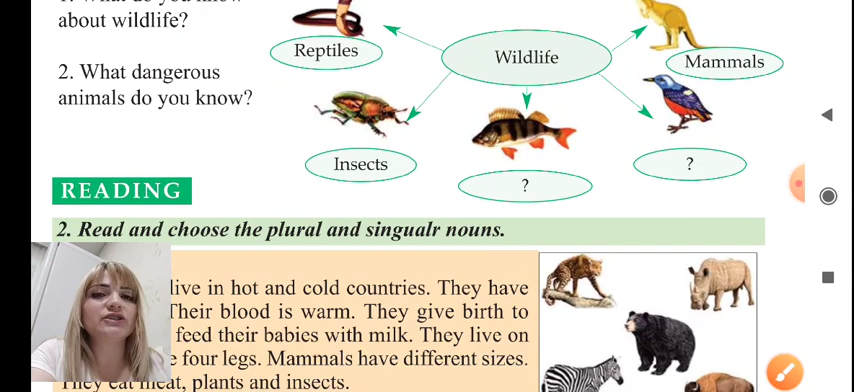 about wildlife?
2. What dangerous
animals do you know?
Reptiles
Wildlife
Mammals
Insects
?
?
READING
2. Read and choose the plural and singualr nouns.
live in hot and cold countries. They have
Their blood is warm. They give birth to
feed their babies with milk. They live on
four legs. Mammals have different sizes.
They eat meat, plants and insects.